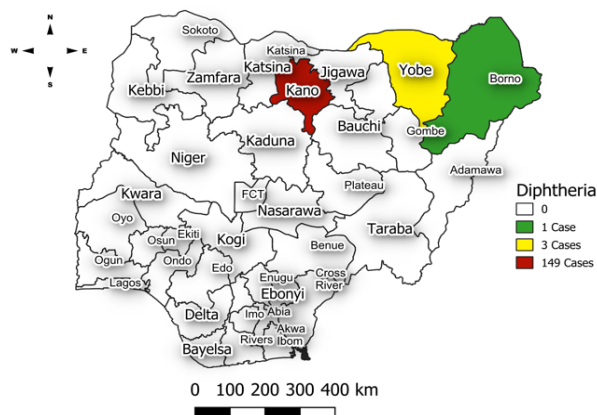 N
W E
S
Sokoto
Katsina
Katsina
Jigawa
Yobe
Borno
Zamfara
Kebbi
Kano
Bauchi
Gombe
Kaduna
Niger
Adamawa
Plateau
FCT
Kwara
Nasarawa
Oyo
Taraba
Ekiti
Osun
Kogi
Benue
Ogun
Ondo
Edo
Cross
River
Enugu
Lagos
Ebonyi
Delta
Imo
Abia
Akwa
Ibom
Rivers
Bayelsa
Diphtheria
0
1 Case
3 Cases
149 Cases
0 100 200 300 400 km